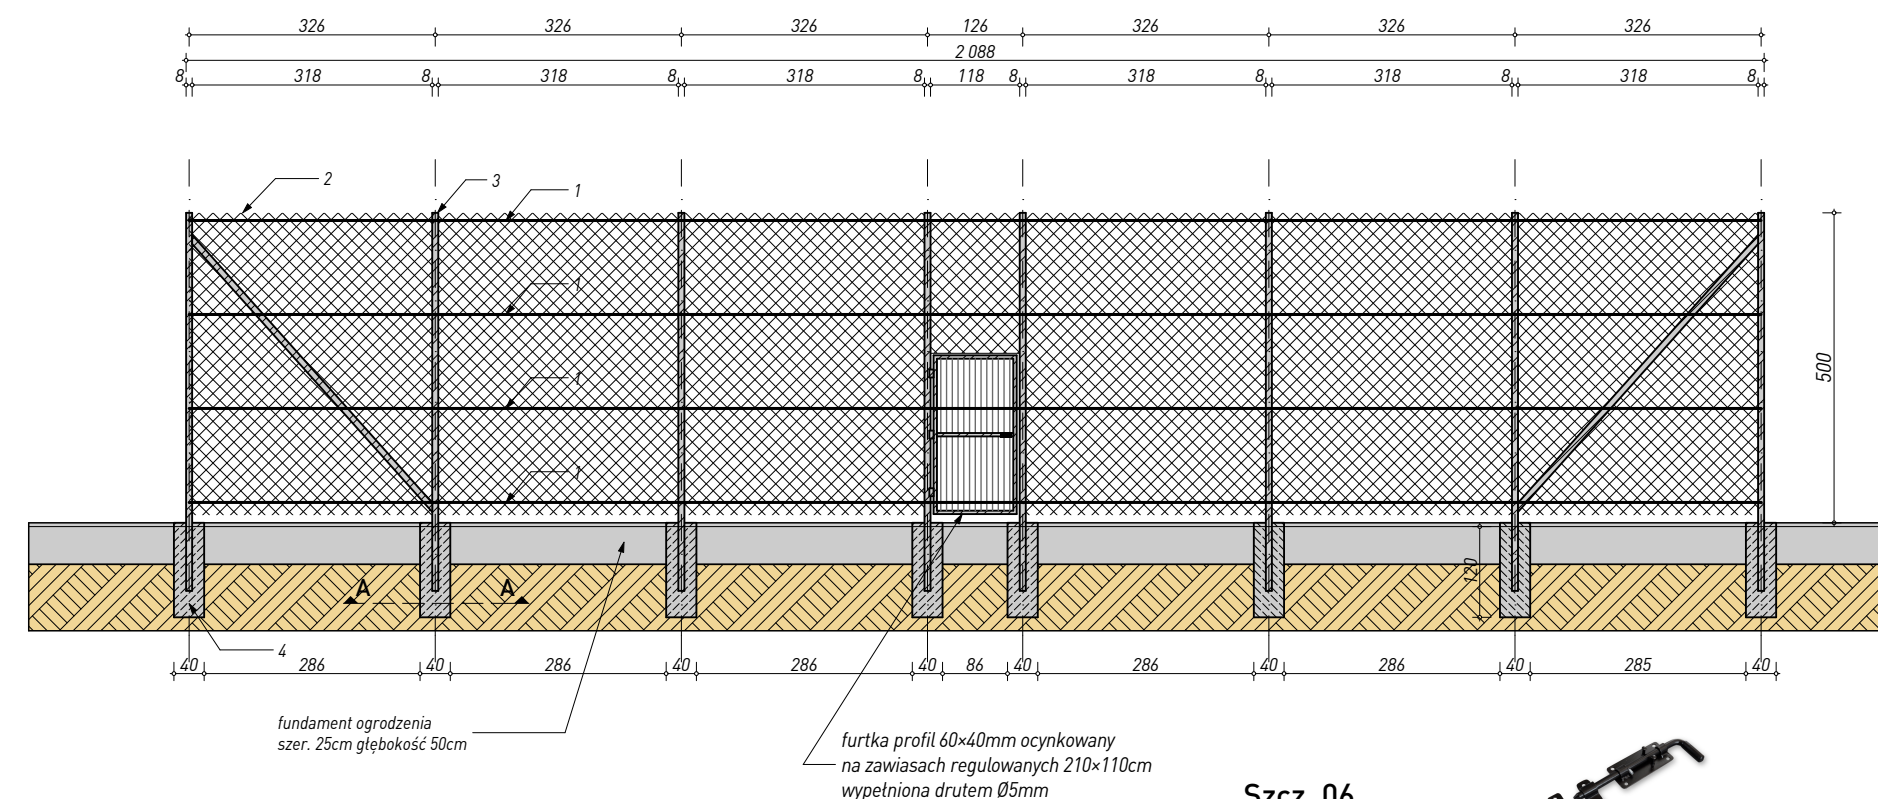 326 326 326 126 326 326 326
2 088
8 318 8 318 8 318 8 118 8 318 8 318 8 318 8
2 3 1
1
500
1
1
120
A A
4
40 286 40 286 40 286 40 86 40 286 40 286 40 285 40
fundament ogrodzenia
szer. 25cm głębokość 50cm
furtka profil 60×40mm ocynkowany
na zawiasach regulowanych 210×110cm
wypełniona drutem Ø5mm
Szcz. 06